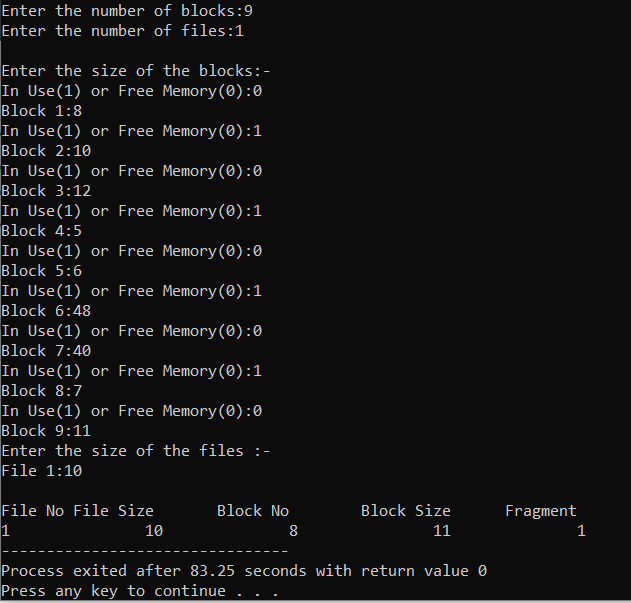 Enter the number of blocks:9
Enter the number of files:1
Enter the size of the blocks:-
In Use(1) or Free Memory(0):0
Block 1:8
In Use(1) or Free Memory(0):1
Block 2:10
In Use(1) or Free Memory(0):0
Block 3:12
In Use(1) or Free Memory(0):1
Block 4:5
In Use(1) or Free Memory(0):0
Block 5:6
In Use(1) or Free Memory(0):1
Block 6:48
In Use(1) or Free Memory(0):0
Block 7:40
In Use(1) or Free Memory(0):1
Block 8:7
In Use(1) or Free Memory(0):0
Block 9:11
Enter the size of the files :-
File 1:10
File No File Size       Block No        Block Size      Fragment
1               10              8               11              1
--------------------------------
Process exited after 83.25 seconds with return value 0
Press any key to continue . . .